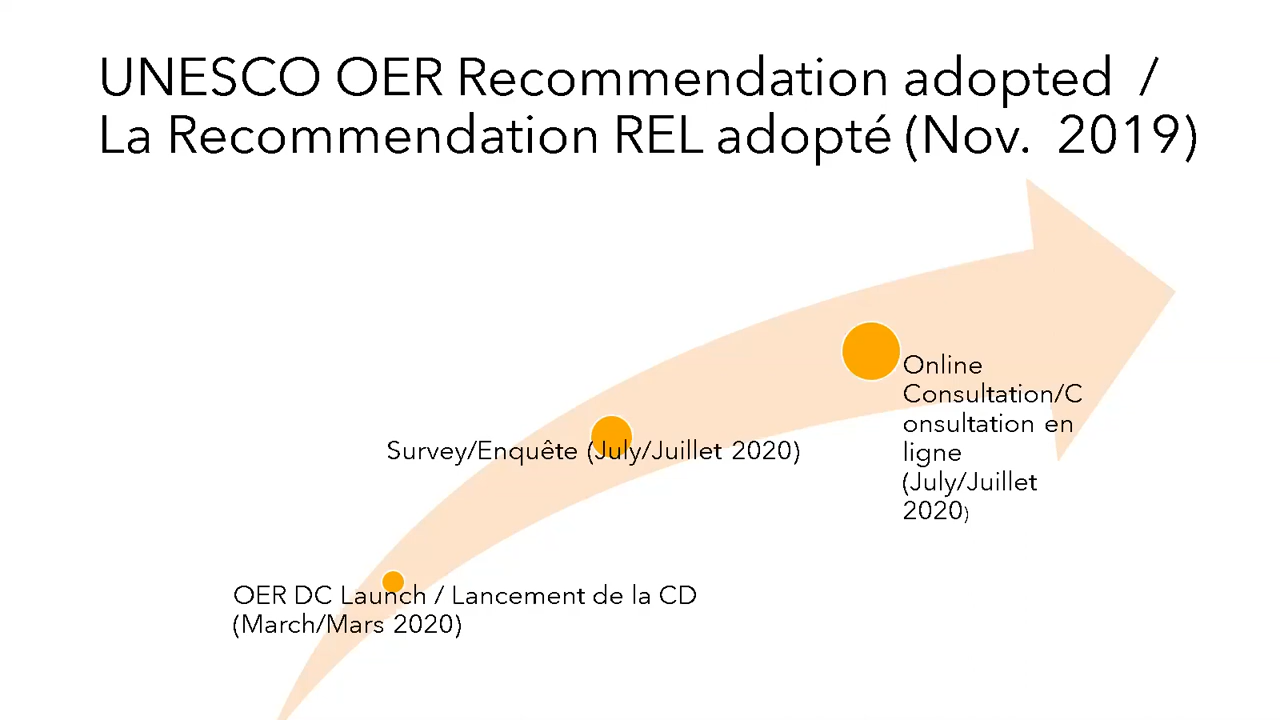 UNESCO OER Recommendation adopted /
La Recommendation REL adopté (Nov. 2019)
Online
Consultation/C
onsultation en
ligne
(July/Juillet
2020)
Survey/Enquête (July/Juillet 2020)
OER DC Launch / Lancement de la CD
(March/Mars 2020)